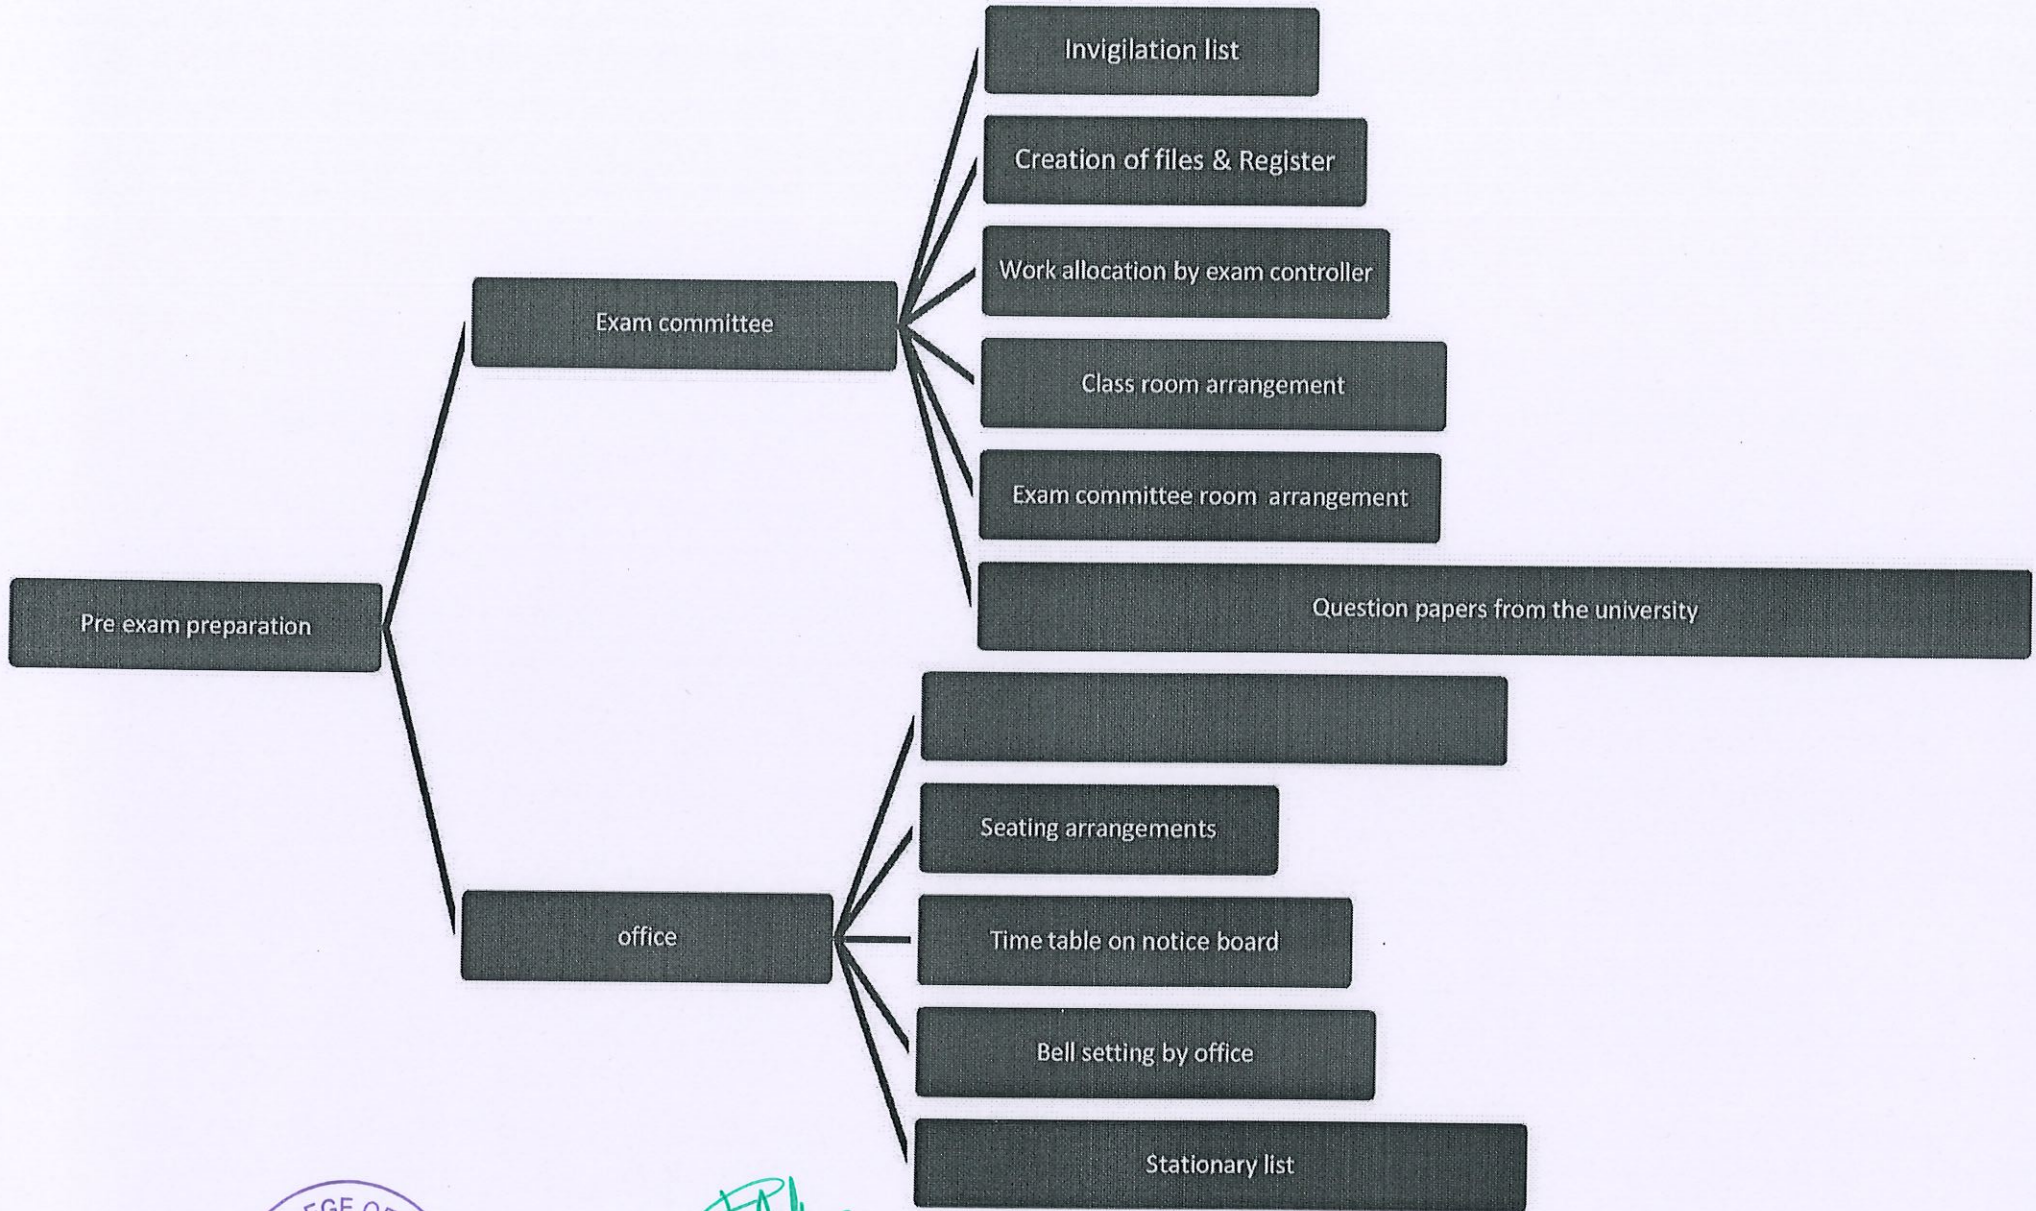 Invigilation list
Creation of files & Register
Work allocation by exam controller
Exam committee
Class room arrangement
Exam committee room arrangement
Question papers from the university
Pre exam preparation
Seating arrangements
office
Time table on notice board
Bell setting by office
Stationary list
EGE OF